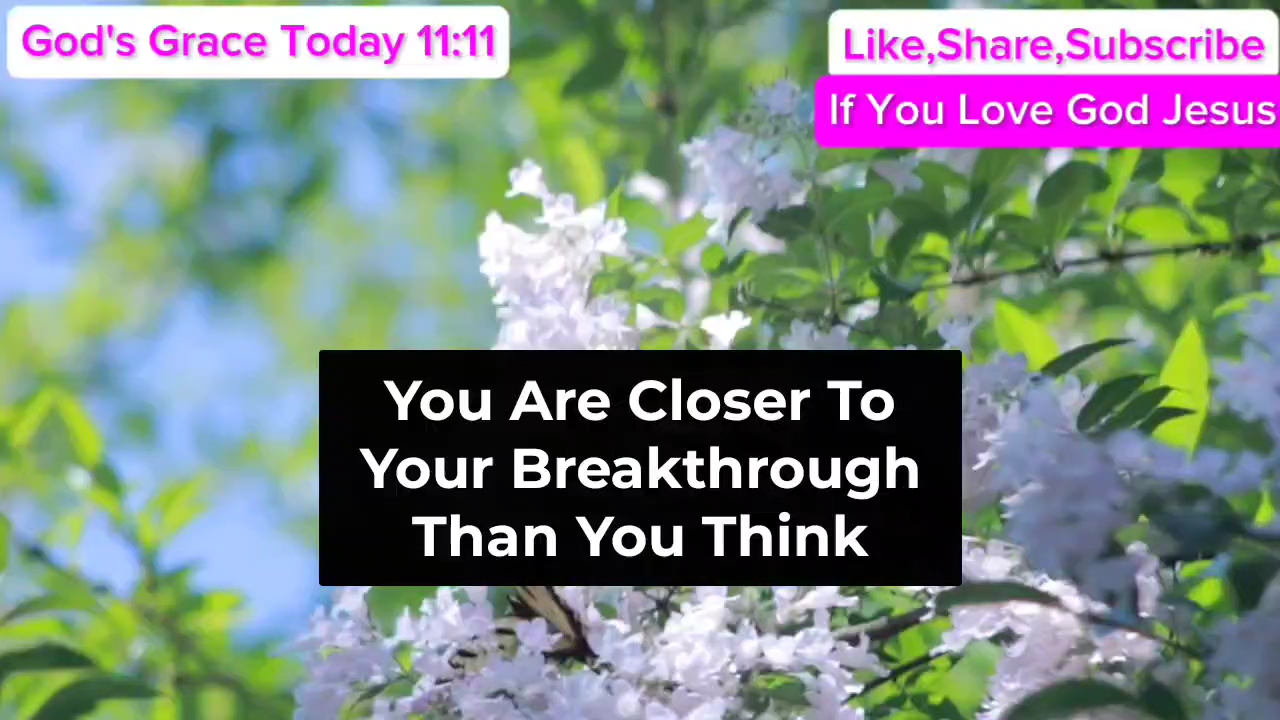 God's Grace Today 11:11
Like,Share,Subscribe
If You Love God Jesus
You Are Closer To
Your Breakthrough
Than You Think